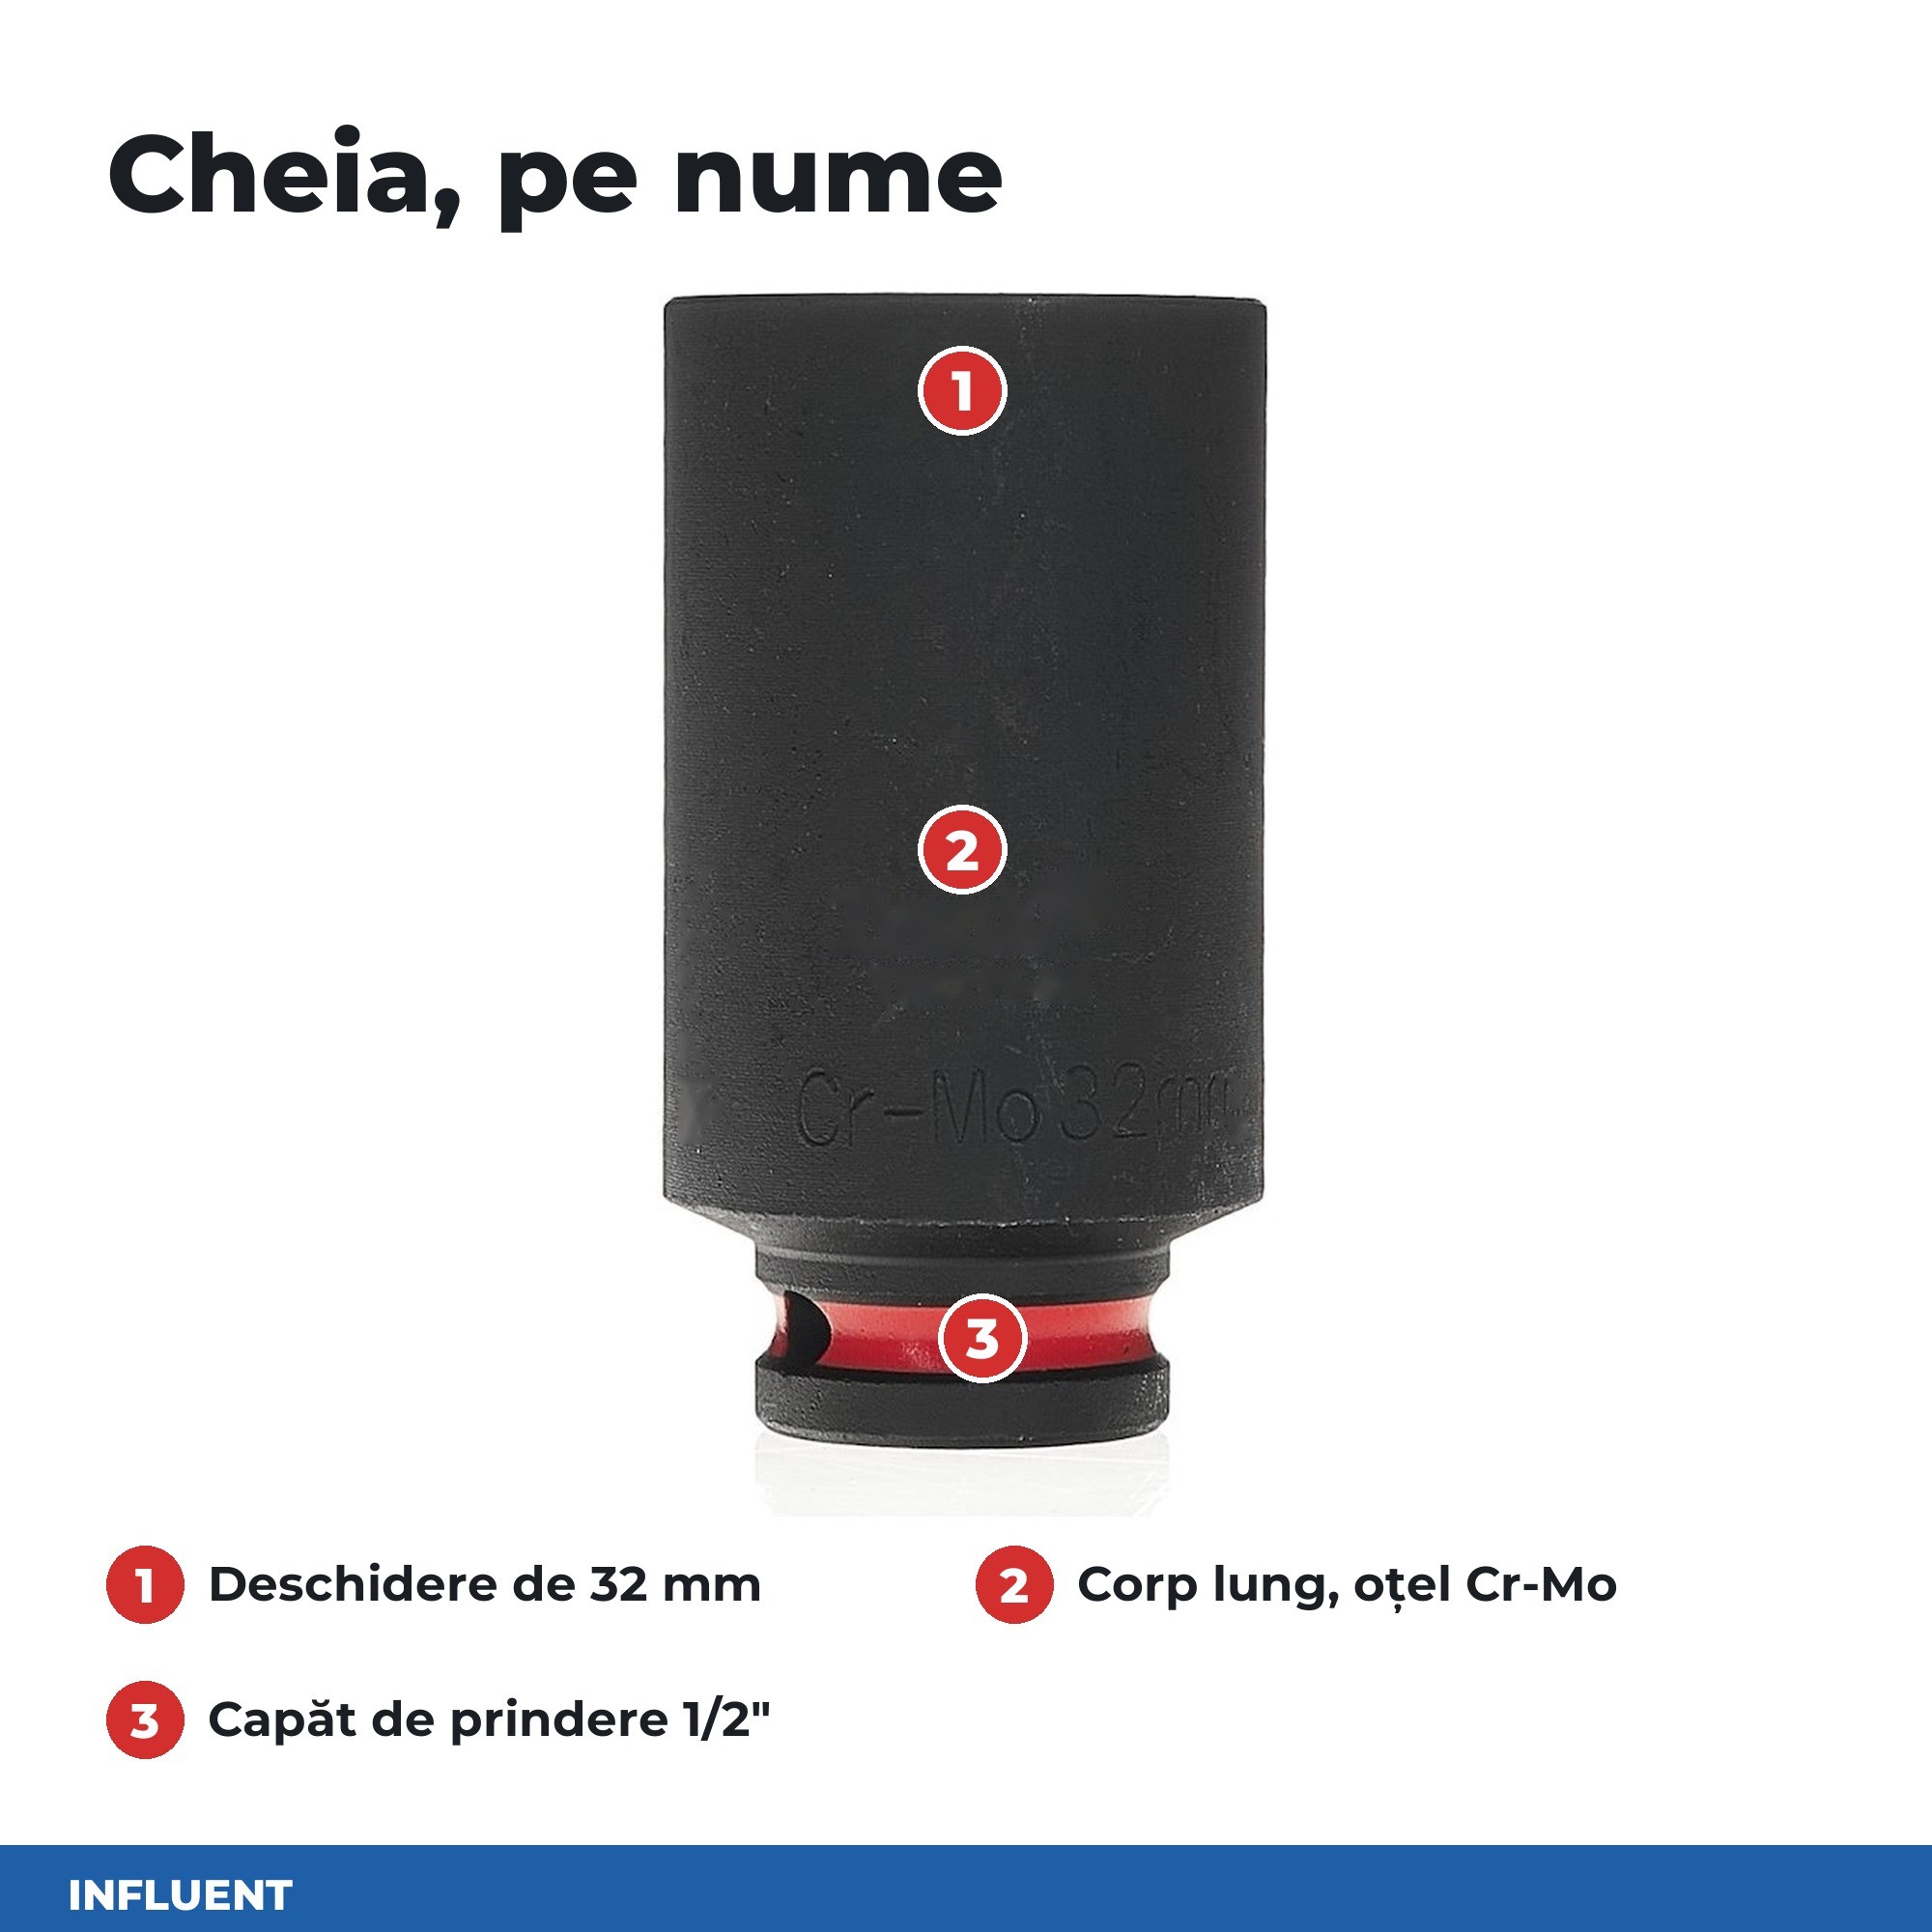 Cheia, pe nume
1
2
Cr-Mo 32mm
3
1 Deschidere de 32 mm
2 Corp lung, oțel Cr-Mo
3 Capăt de prindere 1/2"
INFLUENT